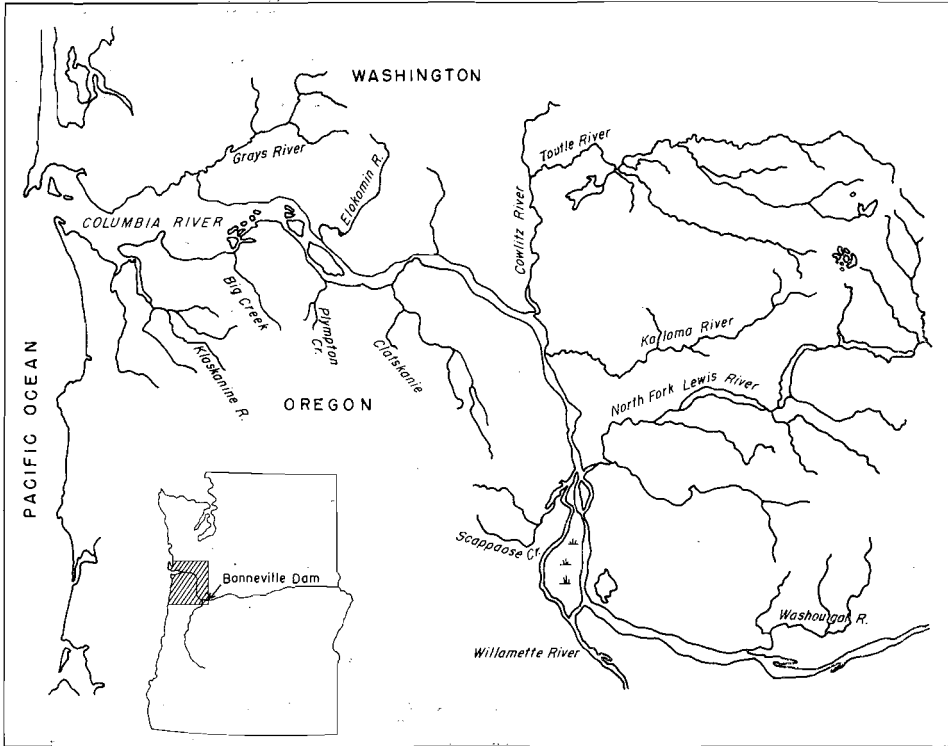 WASHINGTON
Grays River
Elokomin R.
Toutle River
COLUMBIA RIVER
Cowlitz River
Big Creek
Plympton
Cr.
Clatskanie
Klaskanine R.
Kalama River
North Fork Lewis River
OREGON
PACIFIC OCEAN
Scappoose Cr.
Bonneville Dam
Washougal R.
Willamette River